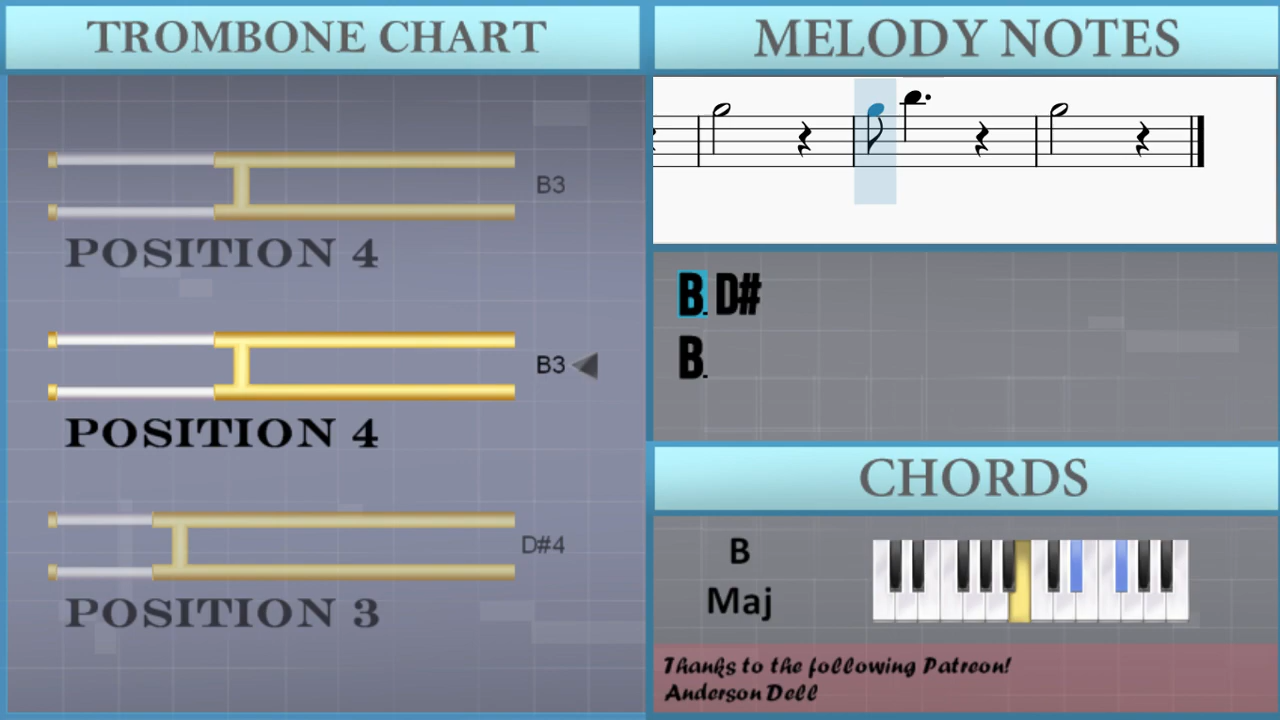 TROMBONE CHART
B3
POSITION 4
B3
POSITION 4
D#4
POSITION 3
MELODY NOTES
B. D#
B.
CHORDS
B
Maj
Thanks to the following Patreon!
Anderson Dell